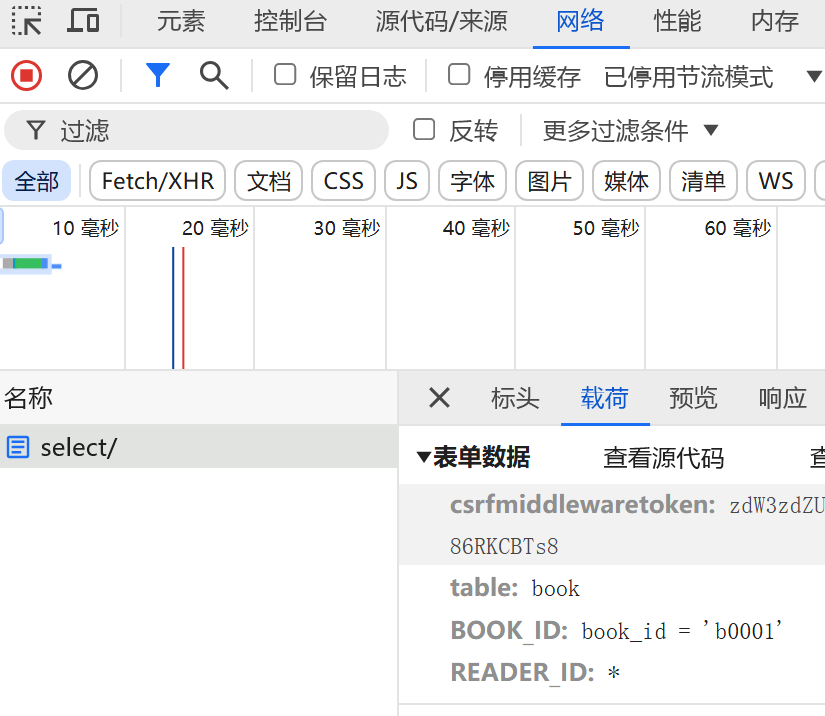 元素 控制台 源代码/来源 网络 性能 内存
保留日志 停用缓存 已停用节流模式
过滤 反转 更多过滤条件
全部 Fetch/XHR 文档 CSS JS 字体 图片 媒体 清单 WS
10 毫秒 20 毫秒 30 毫秒 40 毫秒 50 毫秒 60 毫秒
名称 标头 载荷 预览 响应
select/
表单数据 查看源代码
csrfmiddlewaretoken: zdW3zdZU
86RKCBTs8
table: book
BOOK_ID: book_id = 'b0001'
READER_ID: *